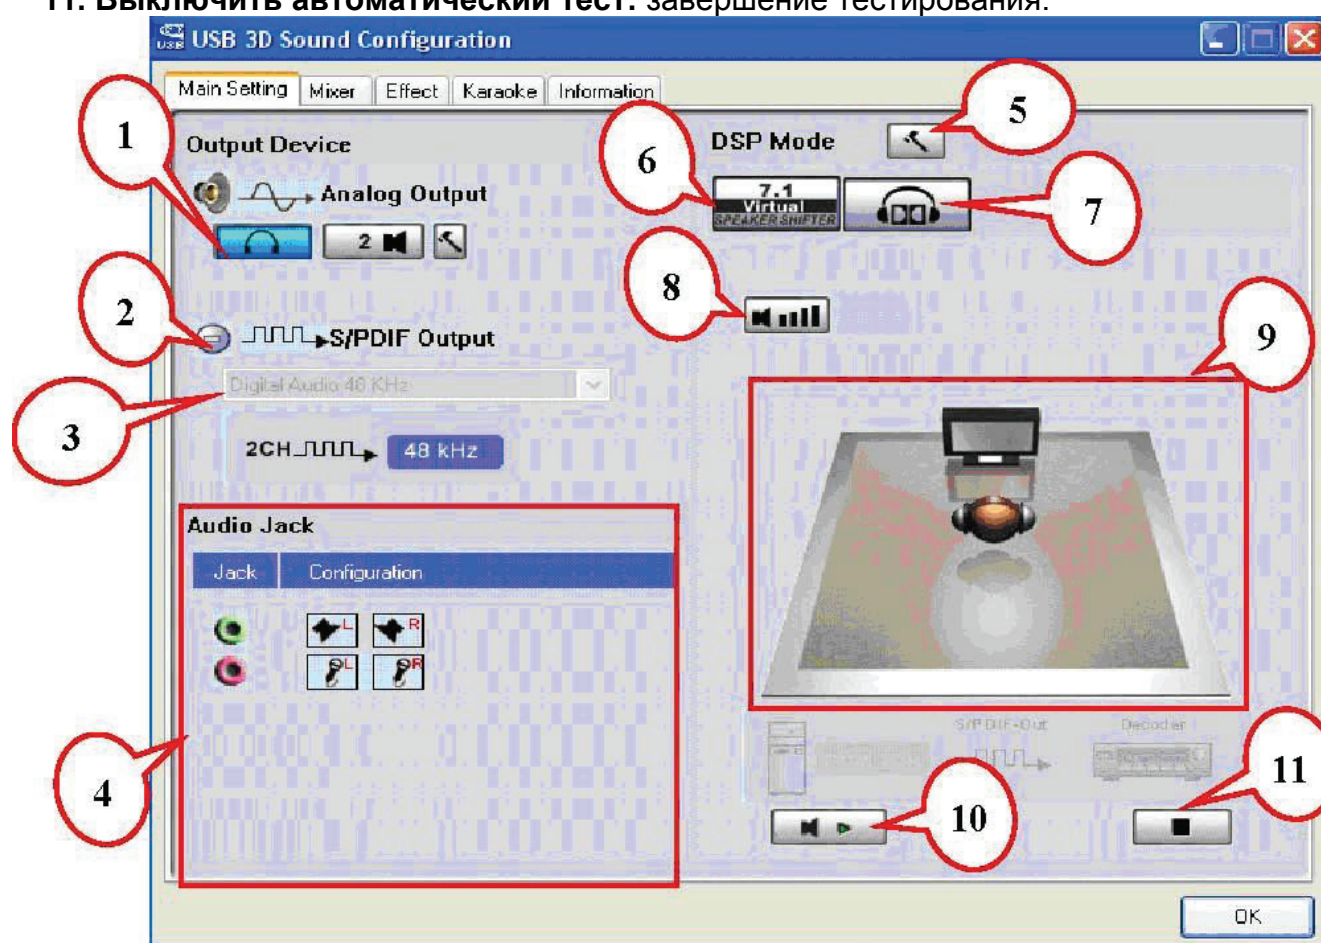 11. Выключить автоматический тест: завершение тестирования.
USB 3D Sound Configuration
Main Setting Mixer Effect Karaoke Information
1
Output Device
Analog Output
2
2
S/PDIF Output
3
Digital Audio 48 KHz
2CH 48 kHz
4
Audio Jack
Jack Configuration
L R
L R
DSP Mode
5
6
7.1
Virtual
SPEAKER SHIFTER
7
8
9
S/PDIF-Out Decoder
10
11
OK